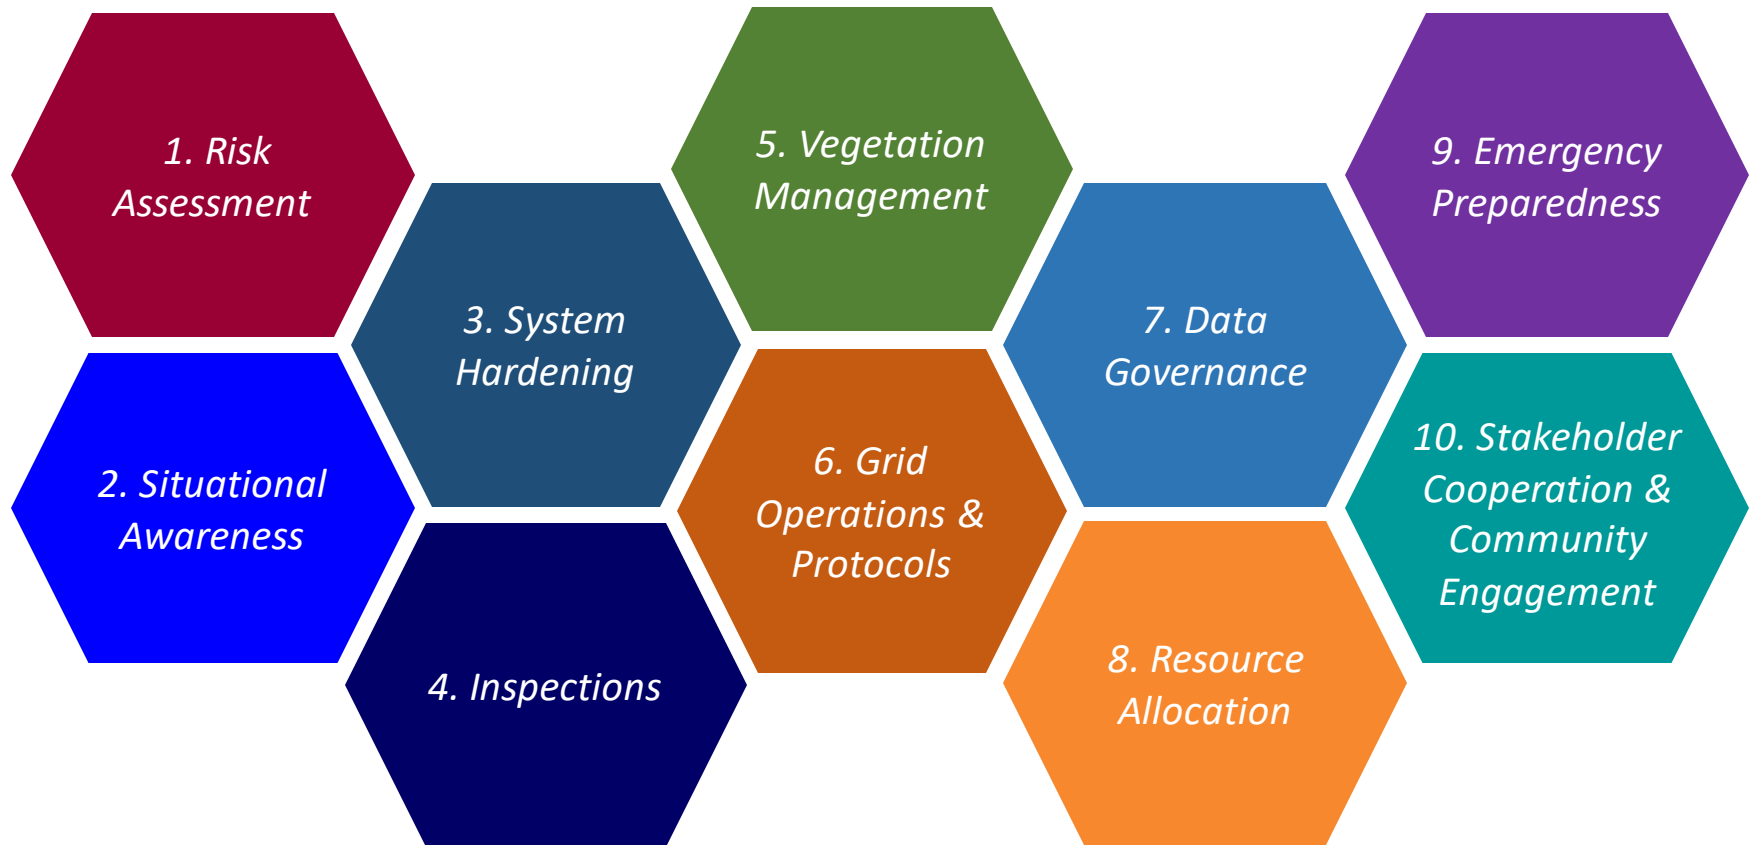 1. Risk
Assessment
2. Situational
Awareness
3. System
Hardening
4. Inspections
5. Vegetation
Management
6. Grid
Operations &
Protocols
7. Data
Governance
8. Resource
Allocation
9. Emergency
Preparedness
10. Stakeholder
Cooperation &
Community
Engagement